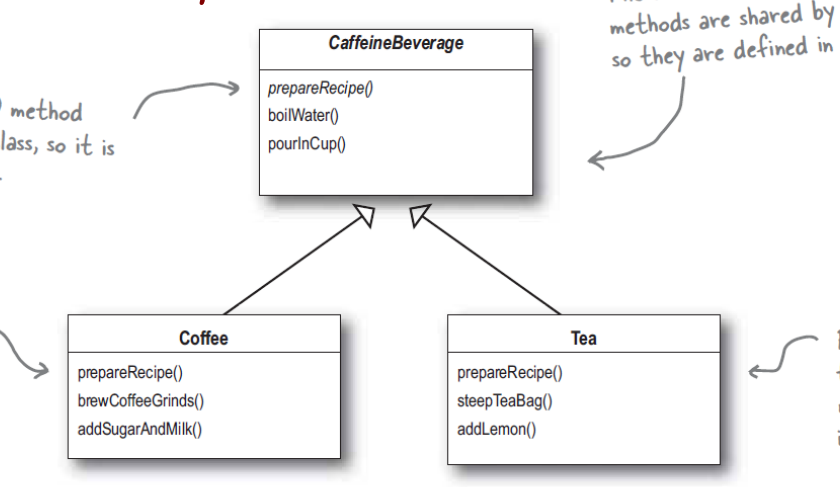 methods are shared by
so they are defined in
CaffeineBeverage
prepareRecipe()
boilWater()
pourInCup()
method
lass, so it is
Coffee
prepareRecipe()
brewCoffeeGrinds()
addSugarAndMilk()
Tea
prepareRecipe()
steepTeaBag()
addLemon()